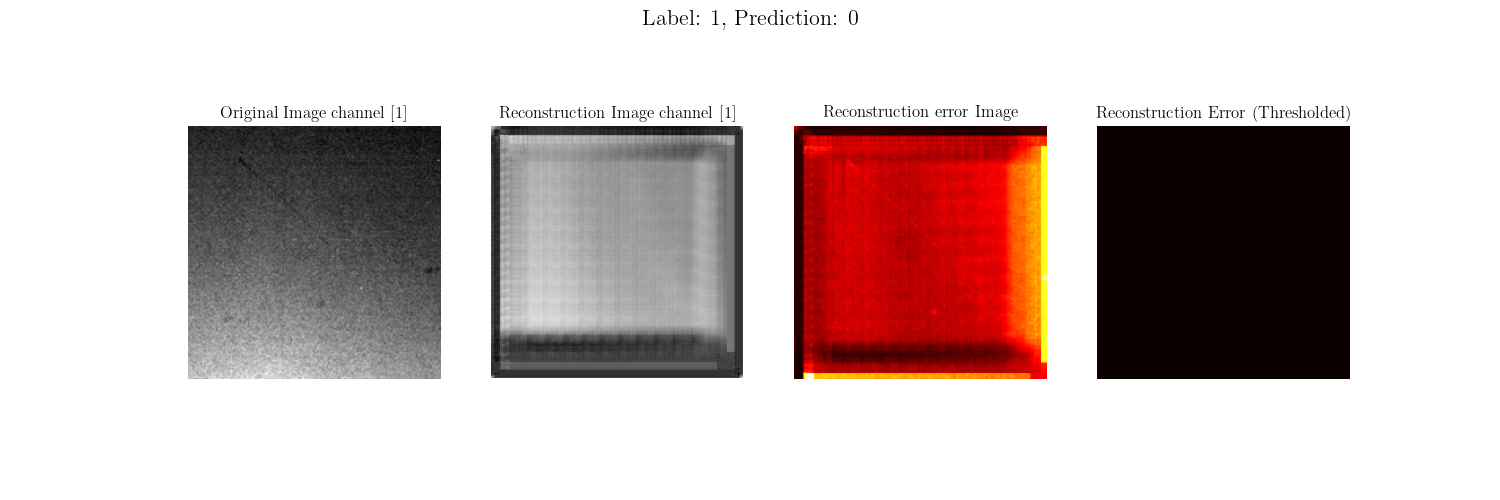 Label: 1, Prediction: 0
Original Image channel [1]
Reconstruction Image channel [1]
Reconstruction error Image
Reconstruction Error (Thresholded)